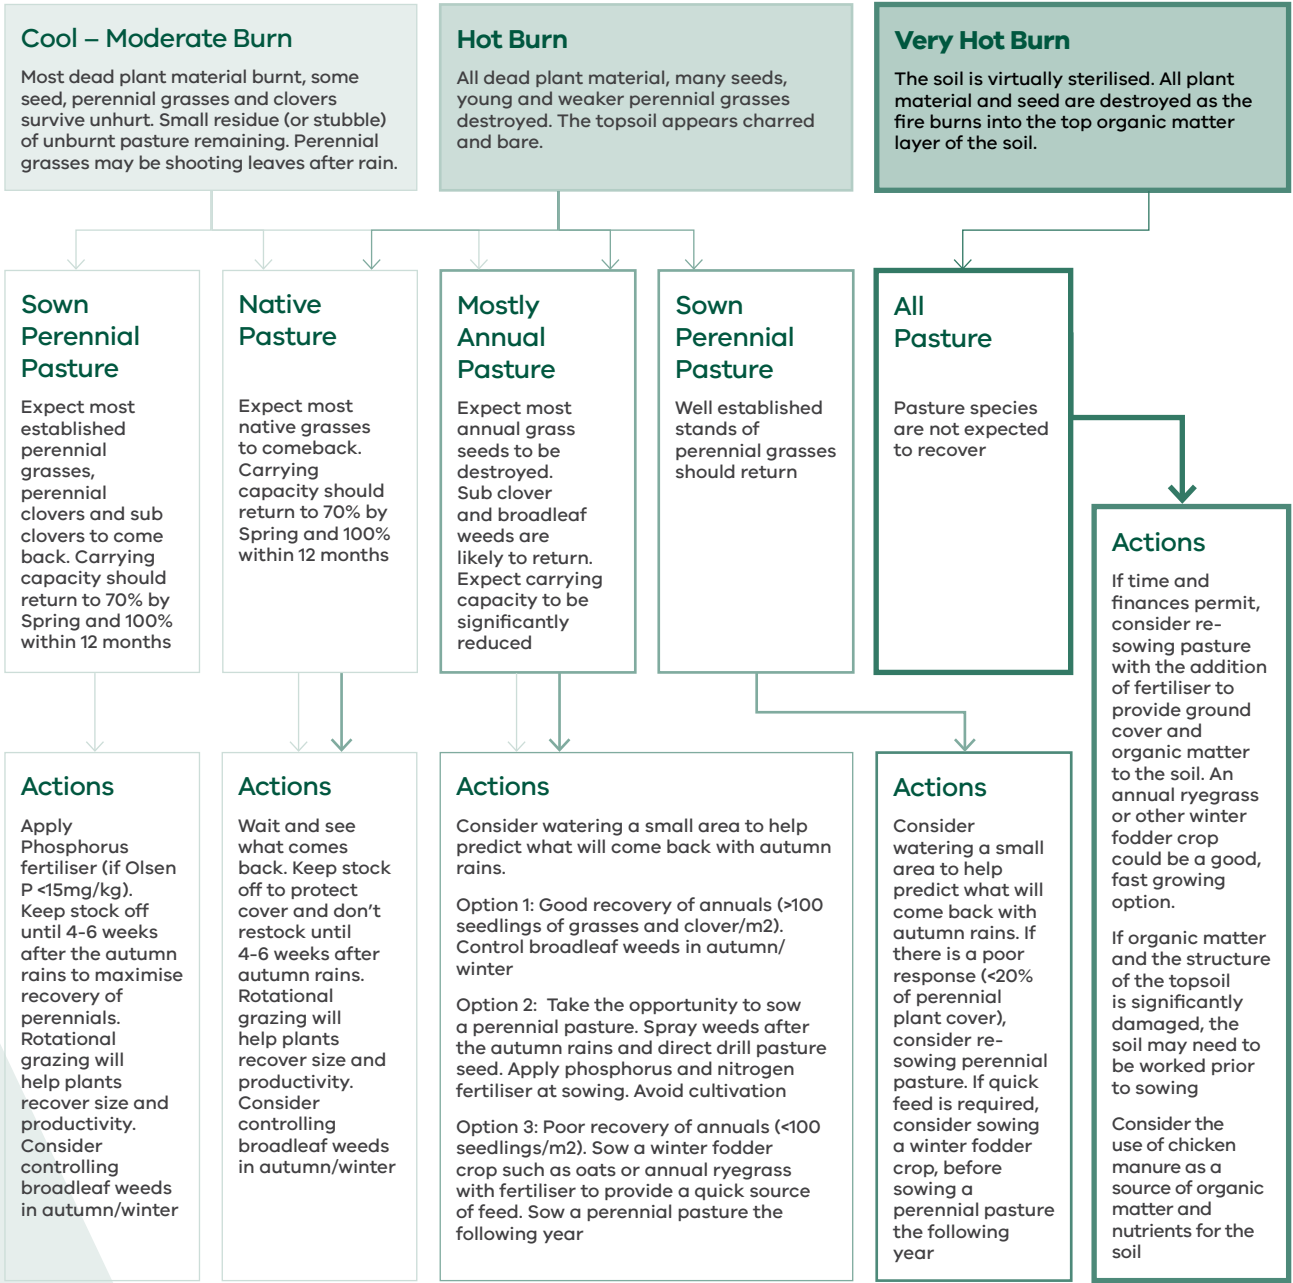 Cool – Moderate Burn
Most dead plant material burnt, some
seed, perennial grasses and clovers
survive unhurt. Small residue (or stubble)
of unburnt pasture remaining. Perennial
grasses may be shooting leaves after rain.
Hot Burn
All dead plant material, many seeds,
young and weaker perennial grasses
destroyed. The topsoil appears charred
and bare.
Very Hot Burn
The soil is virtually sterilised. All plant
material and seed are destroyed as the
fire burns into the top organic matter
layer of the soil.
Sown
Perennial
Pasture
Expect most
established
perennial
grasses,
perennial
clovers and sub
clovers to come
back. Carrying
capacity should
return to 70% by
Spring and 100%
within 12 months
Native
Pasture
Expect most
native grasses
to comeback.
Carrying
capacity should
return to 70% by
Spring and 100%
within 12 months
Mostly
Annual
Pasture
Expect most
annual grass
seeds to be
destroyed.
Sub clover
and broadleaf
weeds are
likely to return.
Expect carrying
capacity to be
significantly
reduced
Sown
Perennial
Pasture
Well established
stands of
perennial grasses
should return
All
Pasture
Pasture species
are not expected
to recover
Actions
Apply
Phosphorus
fertiliser (if Olsen
P <15mg/kg).
Keep stock off
until 4-6 weeks
after the autumn
rains to maximise
recovery of
perennials.
Rotational
grazing will
help plants
recover size and
productivity.
Consider
controlling
broadleaf weeds
in autumn/winter
Actions
Wait and see
what comes
back. Keep stock
off to protect
cover and don’t
restock until
4-6 weeks after
autumn rains.
Rotational
grazing will
help plants
recover size and
productivity.
Consider
controlling
broadleaf weeds
in autumn/winter
Actions
Consider watering a small area to help
predict what will come back with autumn
rains.
Option 1: Good recovery of annuals (>100
seedlings of grasses and clover/m2).
Control broadleaf weeds in autumn/
winter
Option 2:  Take the opportunity to sow
a perennial pasture. Spray weeds after
the autumn rains and direct drill pasture
seed. Apply phosphorus and nitrogen
fertiliser at sowing. Avoid cultivation
Option 3: Poor recovery of annuals (<100
seedlings/m2). Sow a winter fodder
crop such as oats or annual ryegrass
with fertiliser to provide a quick source
of feed. Sow a perennial pasture the
following year
Actions
Consider
watering a small
area to help
predict what will
come back with
autumn rains. If
there is a poor
response (<20%
of perennial
plant cover),
consider re-
sowing perennial
pasture. If quick
feed is required,
consider sowing
a winter fodder
crop, before
sowing a
perennial pasture
the following
year
Actions
If time and
finances permit,
consider re-
sowing pasture
with the addition
of fertiliser to
provide ground
cover and
organic matter
to the soil. An
annual ryegrass
or other winter
fodder crop
could be a good,
fast growing
option.
If organic matter
and the structure
of the topsoil
is significantly
damaged, the
soil may need to
be worked prior
to sowing
Consider the
use of chicken
manure as a
source of organic
matter and
nutrients for the
soil